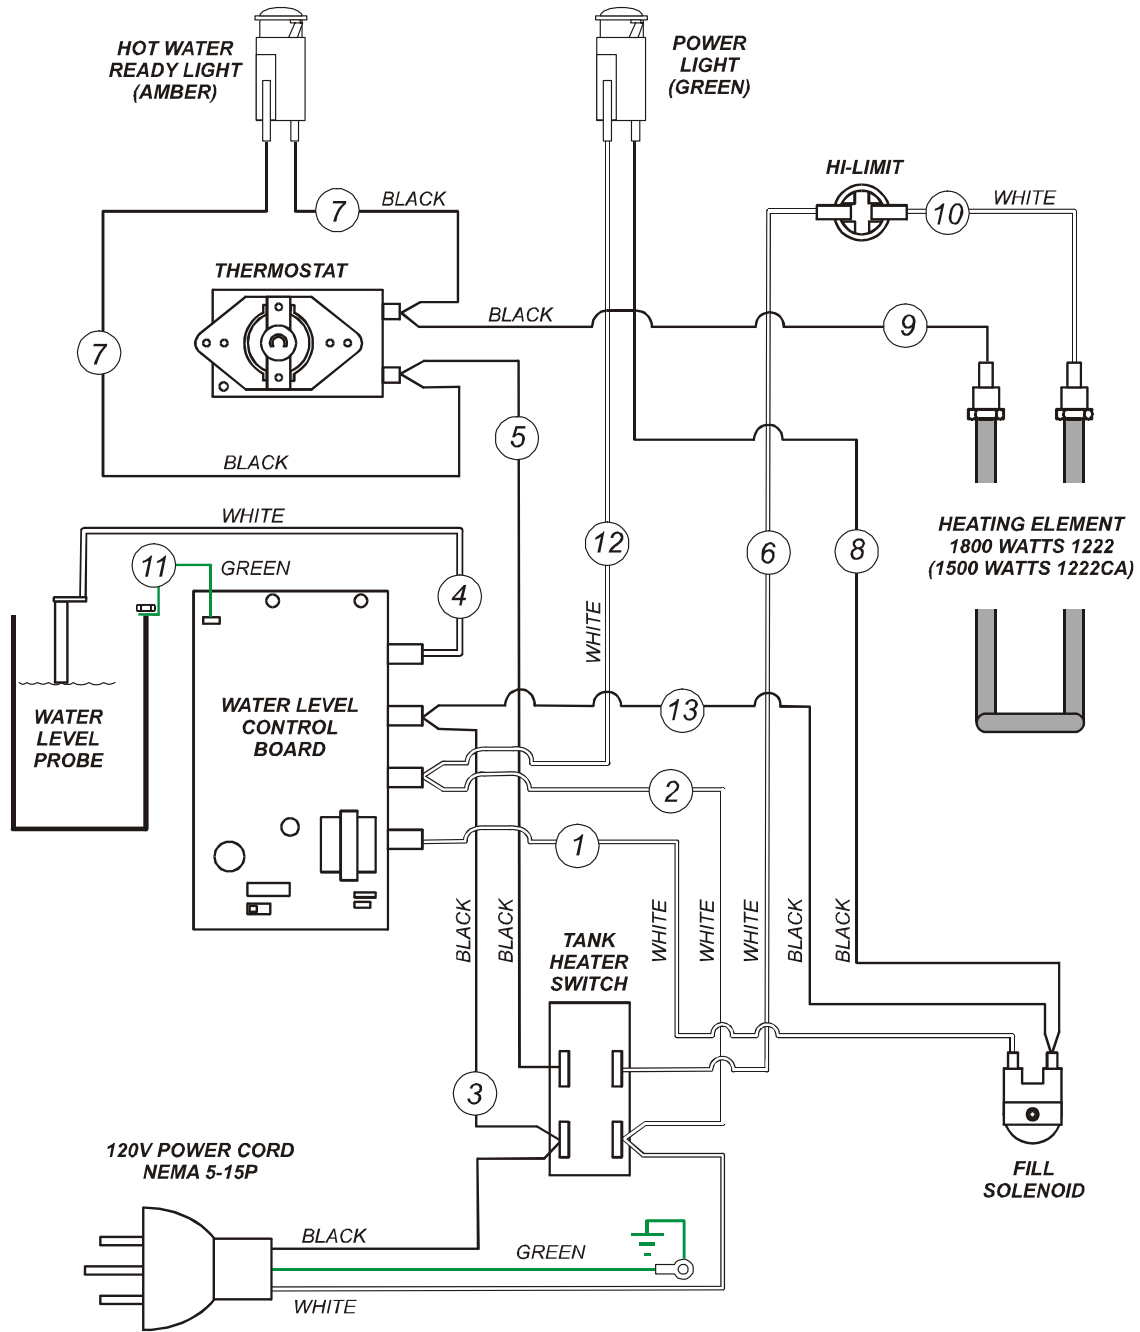 HOT WATER
READY LIGHT
(AMBER)
POWER
LIGHT
(GREEN)
HI-LIMIT
7
BLACK
10
WHITE
THERMOSTAT
BLACK
9
7
5
BLACK
WHITE
12
6
8
HEATING ELEMENT
1800 WATTS 1222
(1500 WATTS 1222CA)
11
GREEN
4
WHITE
WATER
LEVEL
PROBE
WATER LEVEL
CONTROL
BOARD
13
2
1
BLACK
BLACK
WHITE
WHITE
WHITE
BLACK
BLACK
TANK
HEATER
SWITCH
3
120V POWER CORD
NEMA 5-15P
FILL
SOLENOID
BLACK
GREEN
WHITE